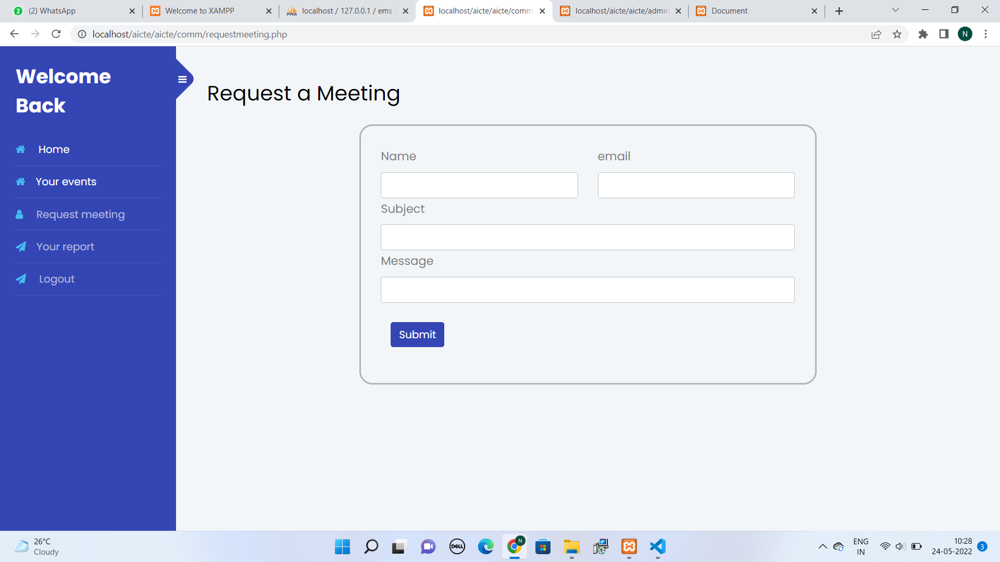 (2) WhatsApp
Welcome to XAMPP
PMA
localhost / 127.0.0.1 / ems /
localhost/aicte/aicte/comm
localhost/aicte/aicte/admin
Document
localhost/aicte/aicte/comm/requestmeeting.php
N
Welcome
Back
Home
Your events
Request meeting
Your report
Logout
Request a Meeting
Name
email
Subject
Message
Submit
26°C
Cloudy
DELL
N
ENG
IN
10:28
24-05-2022
3